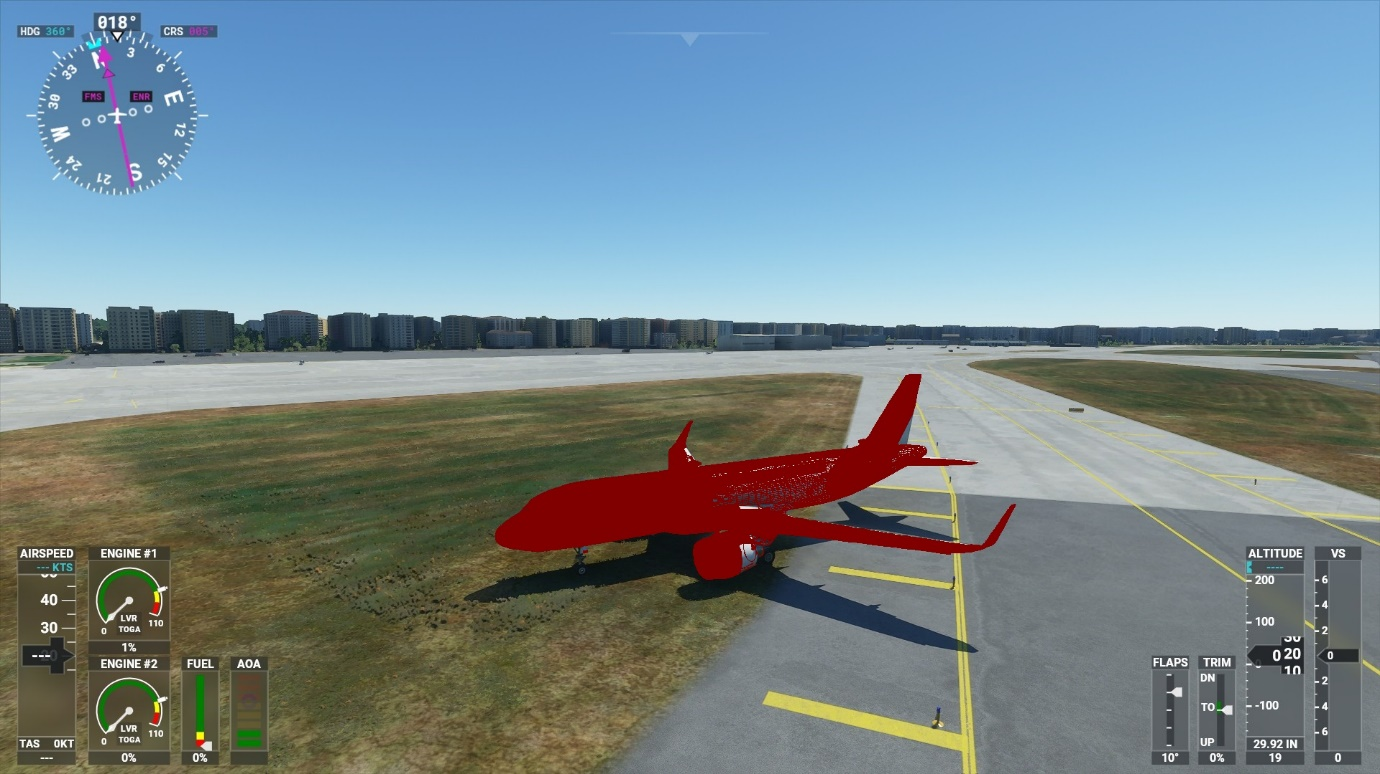 018°
HDG 360°
CRS 005°
N
3
6
E
12
15
S
21
24
W
30
33
FMS
ENR
AIRSPEED
--- KTS
40
30
---
TAS 0KT
---
ENGINE #1
LVR
TOGA
0
110
1%
ENGINE #2
LVR
TOGA
0
110
0%
FUEL
0%
AOA
FLAPS
10°
TRIM
DN
TO
UP
0%
ALTITUDE
----
200
100
0 20
10
-100
29.92 IN
19
VS
6
4
2
0
2
4
6
0